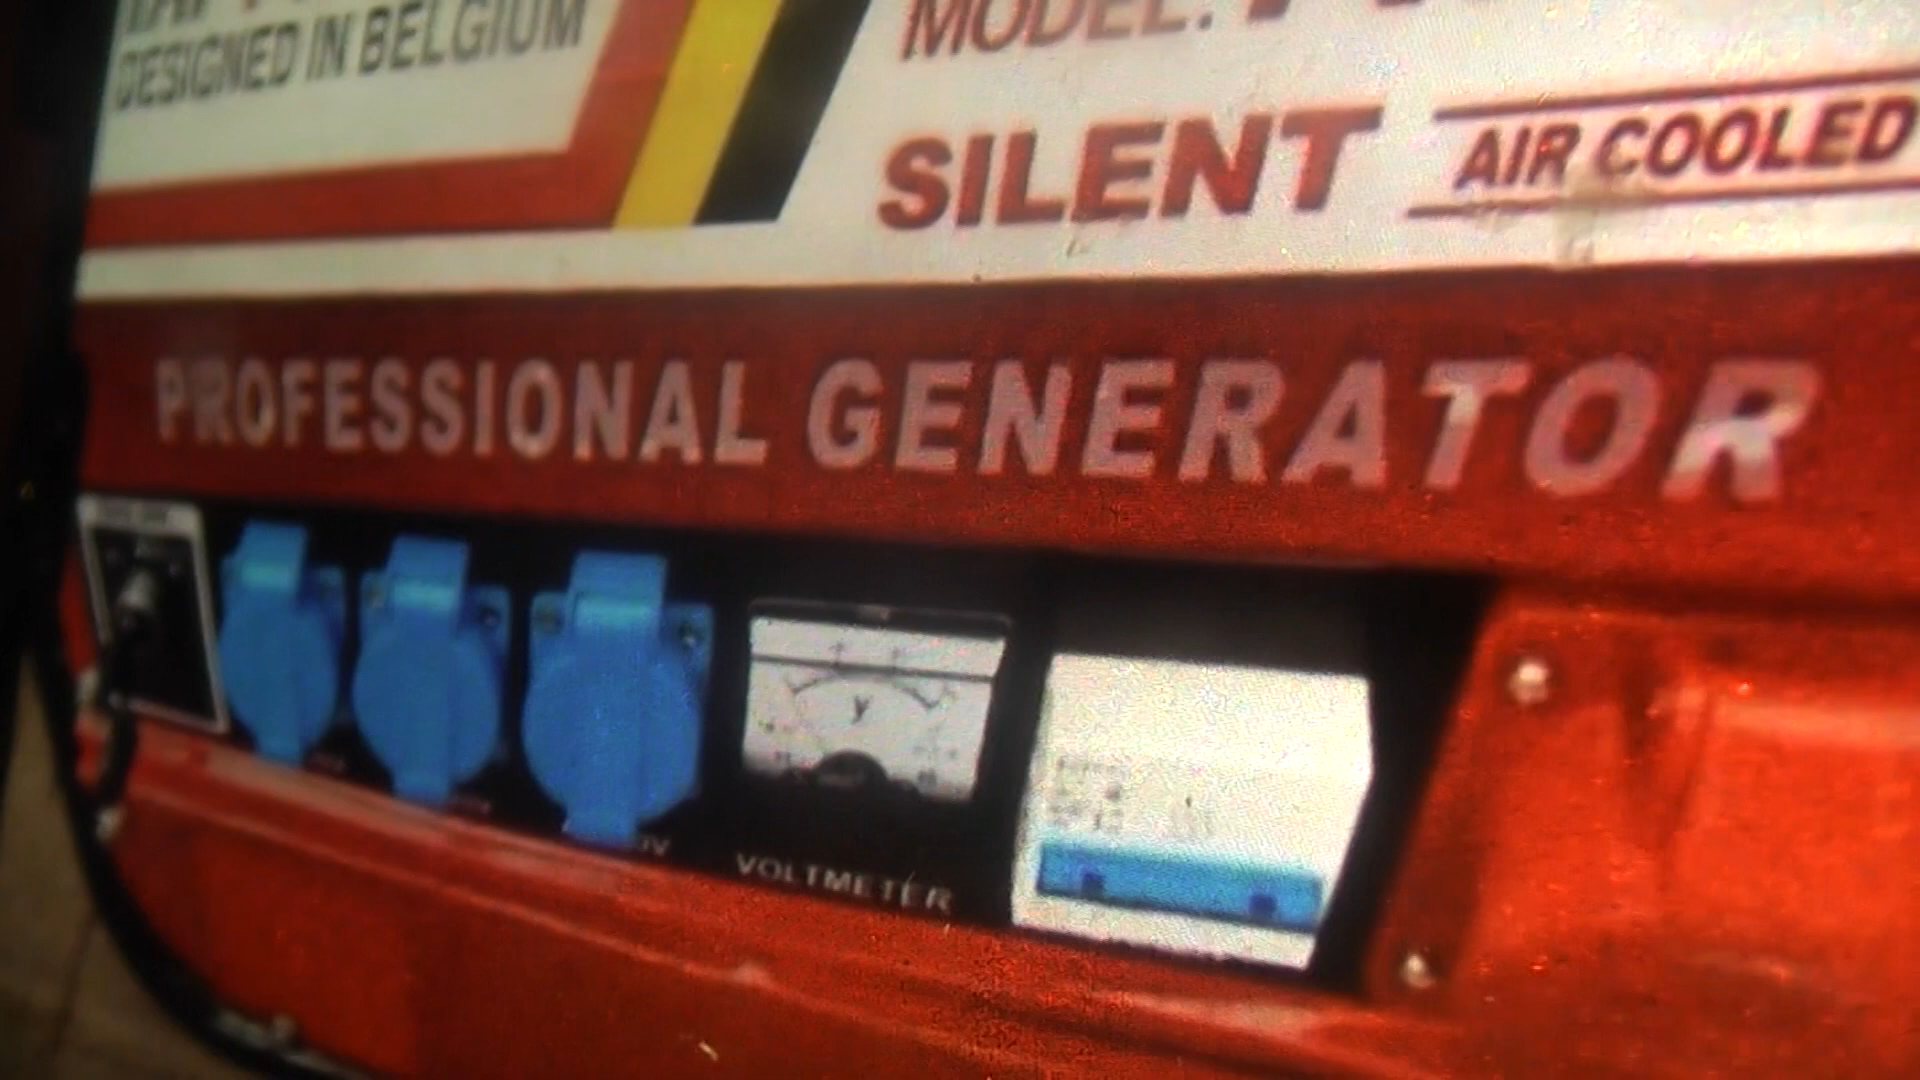 DESIGNED IN BELGIUM
MODEL:
SILENT
AIR COOLED
PROFESSIONAL GENERATOR
V
VOLTMETER